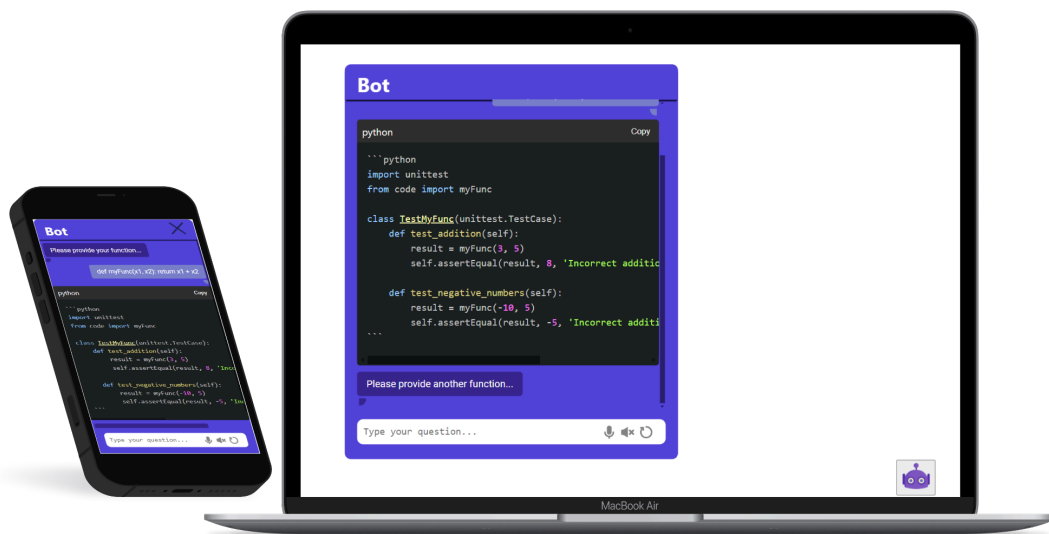 Bot
Please provide your function...
def myFunc(x1, x2): return x1 + x2
python Copy
```python
import unittest
from code import myFunc
class TestMyFunc(unittest.TestCase):
def test_addition(self):
result = myFunc(3, 5)
self.assertEqual(result, 8, 'Inco
def test_negative_numbers(self):
result = myFunc(-10, 5)
self.assertEqual(result, -5, 'In
```
Type your question...
Bot
python Copy
```python
import unittest
from code import myFunc
class TestMyFunc(unittest.TestCase):
def test_addition(self):
result = myFunc(3, 5)
self.assertEqual(result, 8, 'Incorrect additio
def test_negative_numbers(self):
result = myFunc(-10, 5)
self.assertEqual(result, -5, 'Incorrect additi
```
Please provide another function...
Type your question...
MacBook Air